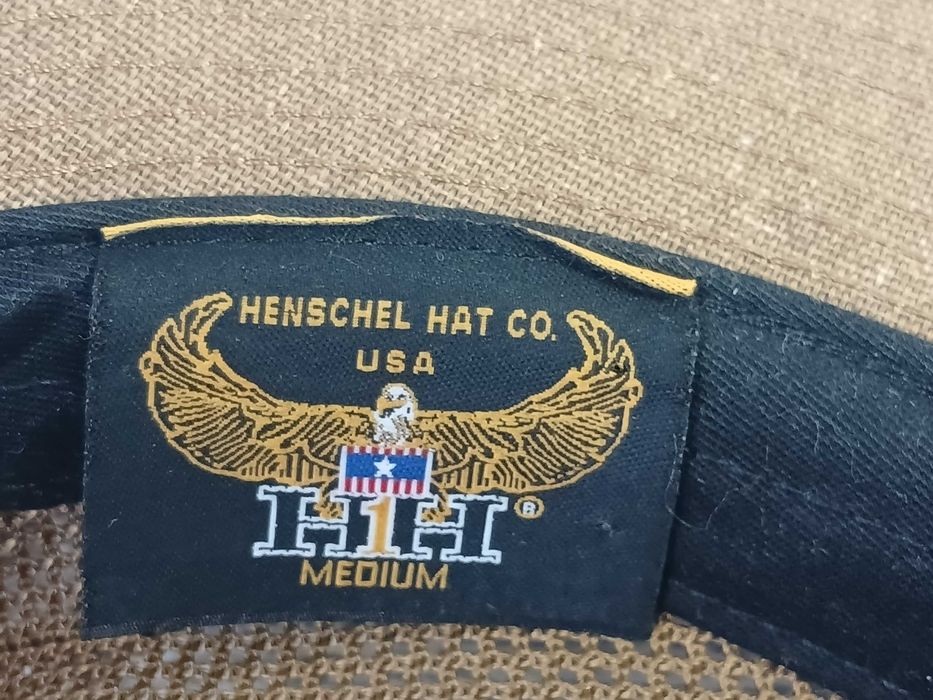 HENSCHEL HAT CO.
USA
H1H®
MEDIUM